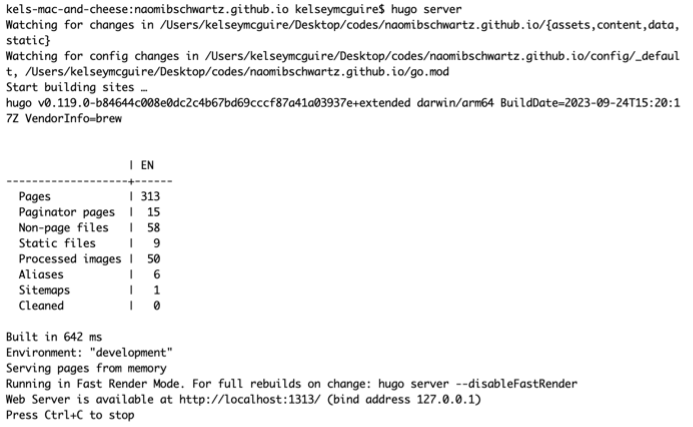 kels-mac-and-cheese:naomibschwartz.github.io kelseymcguire$ hugo server
Watching for changes in /Users/kelseymcguire/Desktop/codes/naomibschwartz.github.io/{assets,content,data,
static}
Watching for config changes in /Users/kelseymcguire/Desktop/codes/naomibschwartz.github.io/config/_defaul
t, /Users/kelseymcguire/Desktop/codes/naomibschwartz.github.io/go.mod
Start building sites …
hugo v0.119.0-b84644c008e0dc2c4b67bd69cccf87a41a03937e+extended darwin/arm64 BuildDate=2023-09-24T15:20:1
7Z VendorInfo=brew
| EN
-------------------+------
Pages | 313
Paginator pages | 15
Non-page files | 58
Static files | 9
Processed images | 50
Aliases | 6
Sitemaps | 1
Cleaned | 0
Built in 642 ms
Environment: "development"
Serving pages from memory
Running in Fast Render Mode. For full rebuilds on change: hugo server --disableFastRender
Web Server is available at http://localhost:1313/ (bind address 127.0.0.1)
Press Ctrl+C to stop